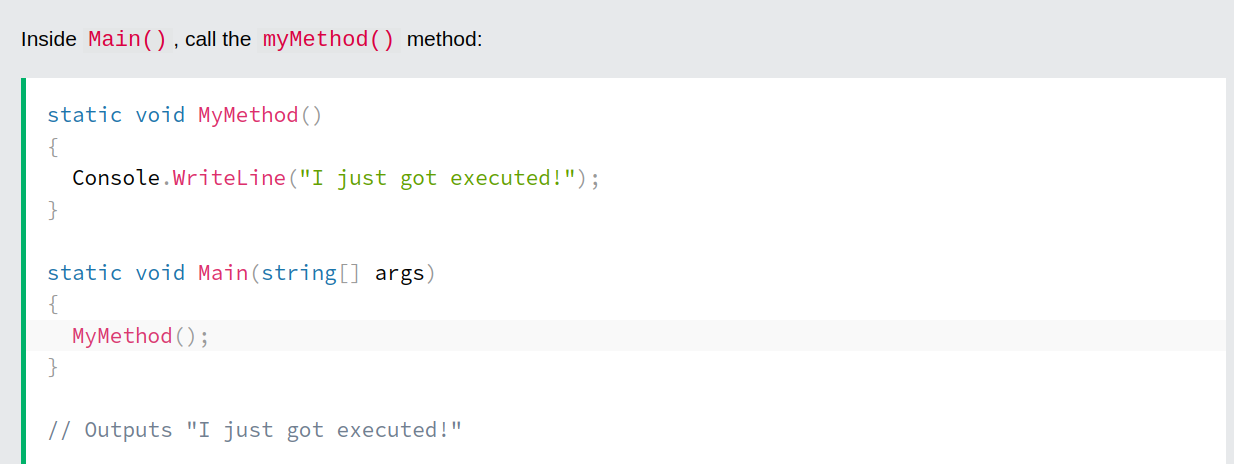 Inside Main(), call the myMethod() method:
static void MyMethod()
{
  Console.WriteLine("I just got executed!");
}
static void Main(string[] args)
{
  MyMethod();
}
// Outputs "I just got executed!"